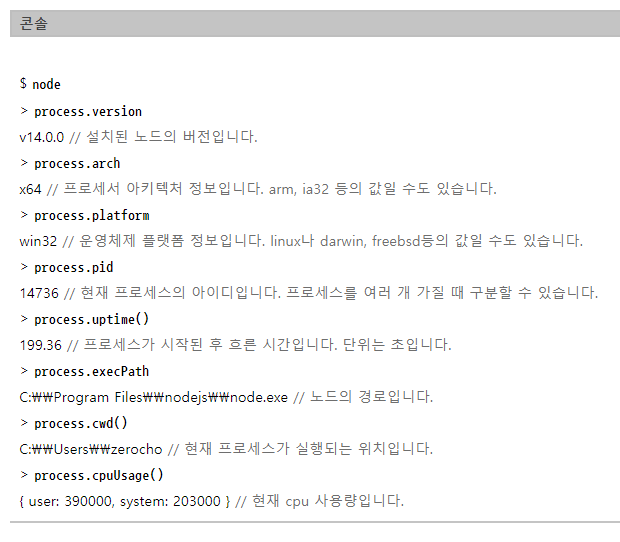 콘솔
$ node
> process.version
v14.0.0 // 설치된 노드의 버전입니다.
> process.arch
x64 // 프로세서 아키텍처 정보입니다. arm, ia32 등의 값일 수도 있습니다.
> process.platform
win32 // 운영체제 플랫폼 정보입니다. linux나 darwin, freebsd등의 값일 수도 있습니다.
> process.pid
14736 // 현재 프로세스의 아이디입니다. 프로세스를 여러 개 가질 때 구분할 수 있습니다.
> process.uptime()
199.36 // 프로세스가 시작된 후 흐른 시간입니다. 단위는 초입니다.
> process.execPath
C:₩₩Program Files₩₩nodejs₩₩node.exe // 노드의 경로입니다.
> process.cwd()
C:₩₩Users₩₩zerocho // 현재 프로세스가 실행되는 위치입니다.
> process.cpuUsage()
{ user: 390000, system: 203000 } // 현재 cpu 사용량입니다.